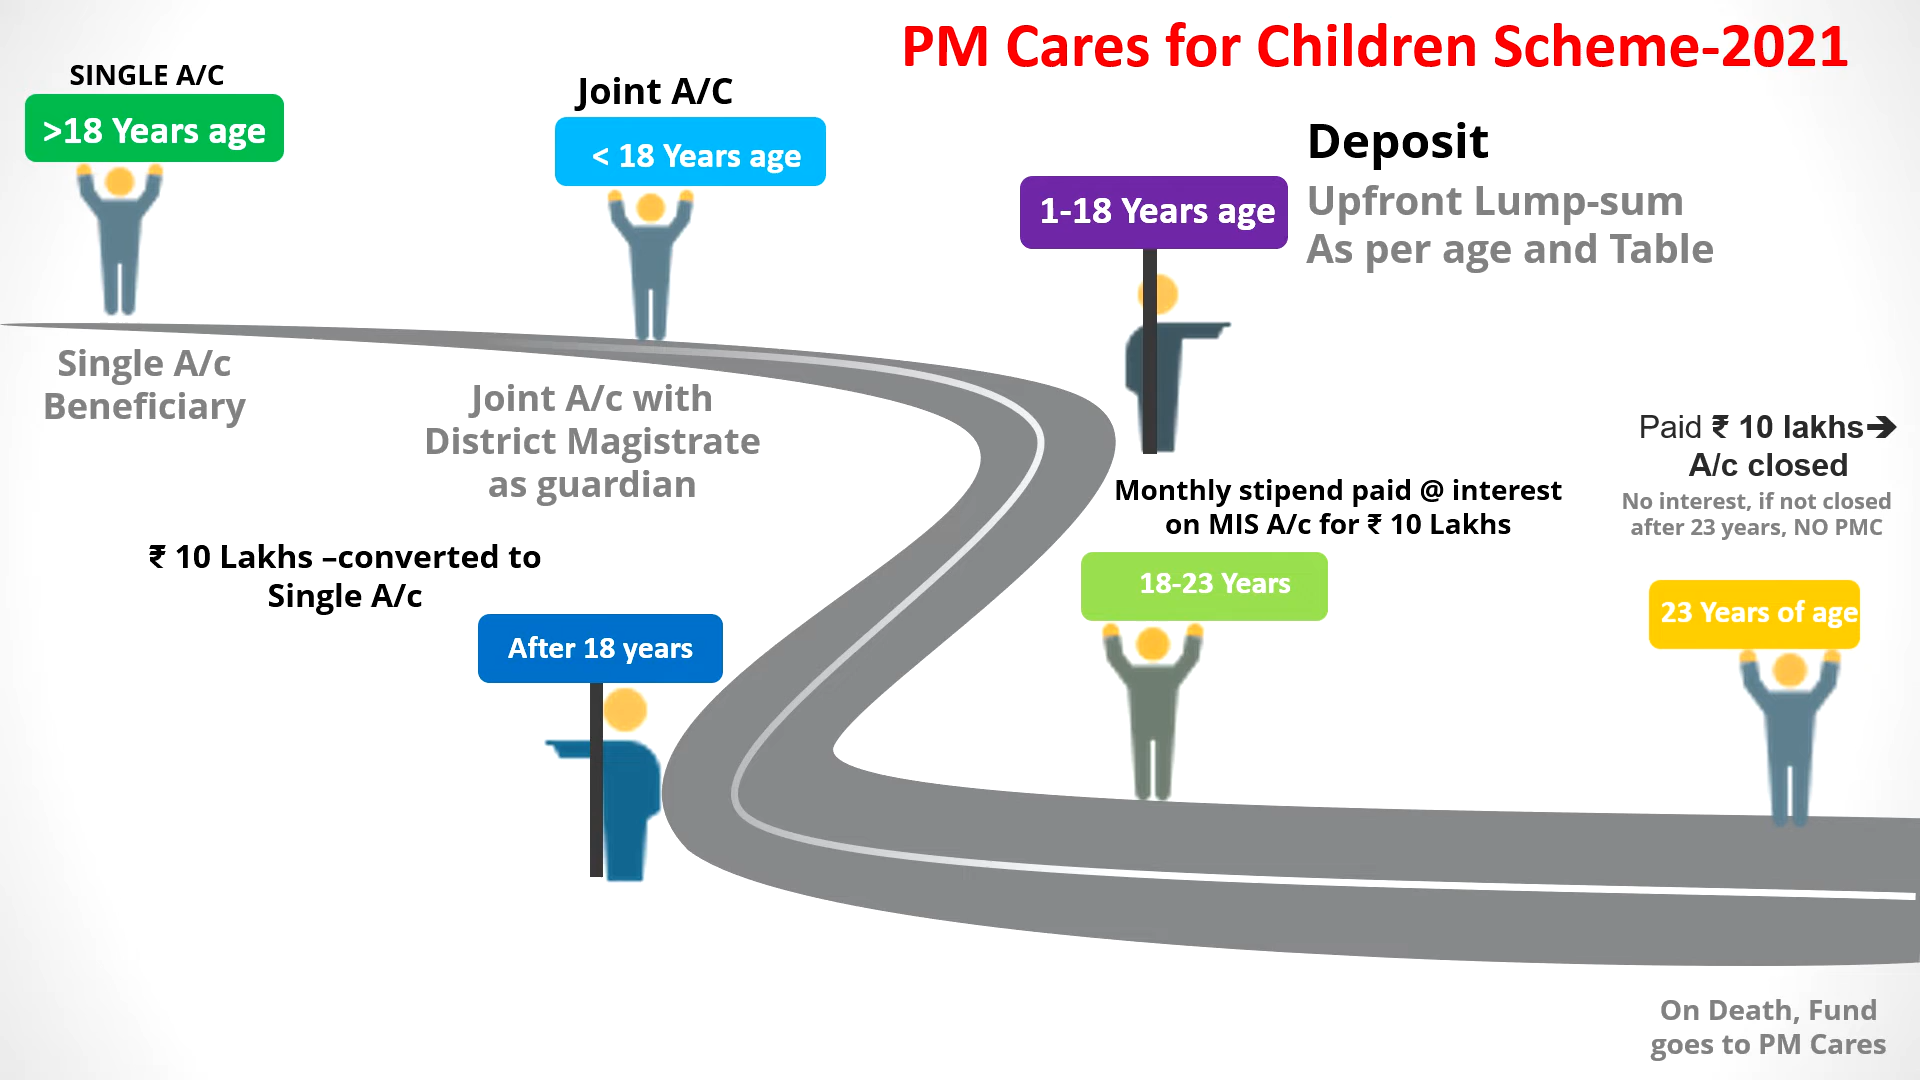 PM Cares for Children Scheme-2021
SINGLE A/C
>18 Years age
Single A/c
Beneficiary
Joint A/C
< 18 Years age
Joint A/c with
District Magistrate
as guardian
1-18 Years age
Deposit
Upfront Lump-sum
As per age and Table
₹ 10 Lakhs –converted to
Single A/c
After 18 years
Monthly stipend paid @ interest
on MIS A/c for ₹ 10 Lakhs
18-23 Years
Paid ₹ 10 lakhs➔
A/c closed
No interest, if not closed
after 23 years, NO PMC
23 Years of age
On Death, Fund
goes to PM Cares